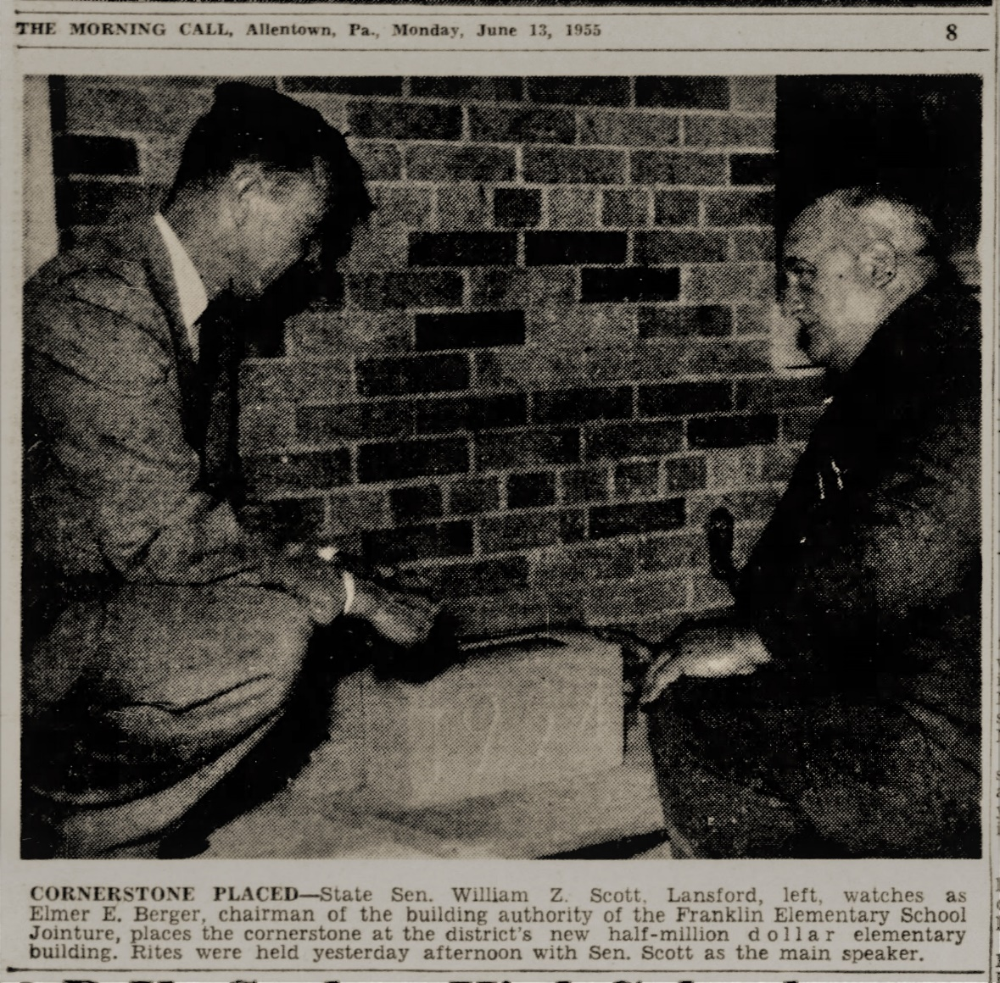 THE MORNING CALL, Allentown, Pa., Monday, June 13, 1955 8
CORNERSTONE PLACED—State Sen. William Z. Scott, Lansford, left, watches as
Elmer E. Berger, chairman of the building authority of the Franklin Elementary School
Jointure, places the cornerstone at the district's new half-million dollar elementary
building. Rites were held yesterday afternoon with Sen. Scott as the main speaker.